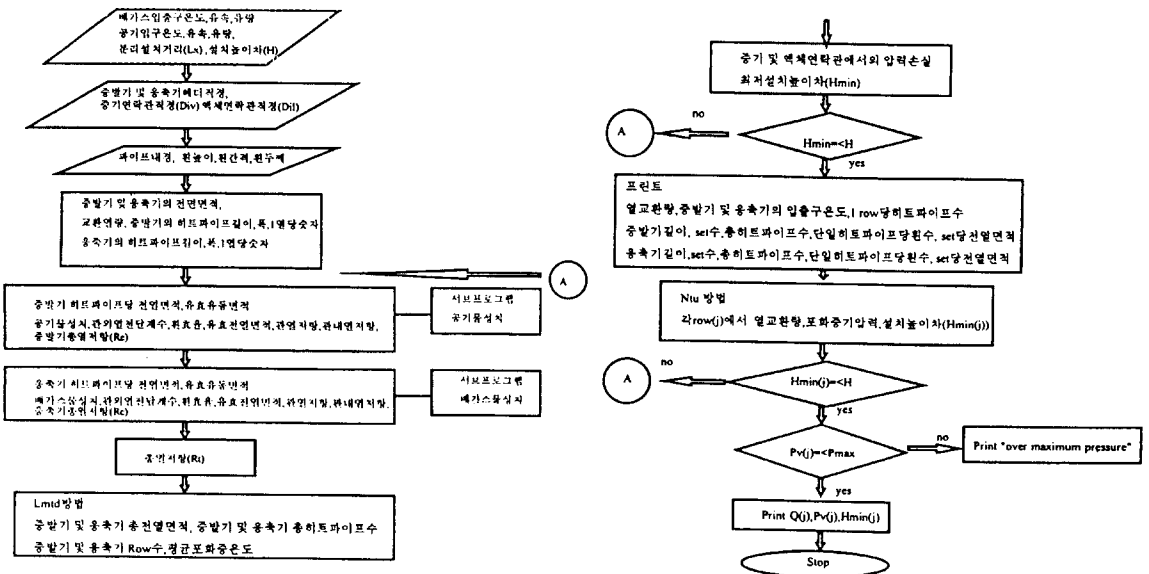 배가스입출구온도,유속,유량
공기입구온도,유속,유량,
분리설치거리(Lx),설치높이차(H)
증발기 및 응축기헤더직경,
증기연락관직경(Div) 액체연락관직경(Dil)
파이프내경, 휜높이,휜간격,휜두께
증발기 및 응축기의 전면면적,
교환열량, 증발기의 히트파이프길이,폭,1열당숫자
응축기의 히트파이프길이,폭,1열당숫자
A
증발기 히트파이프당 전열면적,유효유동면적
공기물성치,관외열전달계수,휜효율,유효전열면적,관열저항,관내열저항,
증발기총열저항(Re)
서브프로그램
공기물성치
응축기 히트파이프당 전열면적,유효유동면적
배가스물성치,관외열전달계수,휜효율,유효전열면적,관열저항,관내열저항,
응축기총열저항(Rc)
서브프로그램
배가스물성치
총열저항(Rt)
Lmtd방법
증발기 및 응축기 총전열면적, 증발기 및 응축기 총히트파이프수
증발기 및 응축기 Row수,평균포화증온도
증기 및 액체연락관에서의 압력손실
최저설치높이차(Hmin)
no
A
Hmin=<H
yes
프린트
열교환량,증발기 및 응축기의 입출구온도,1 row당히트파이프수
증발기길이, set수,총히트파이프수,단일히트파이프당휜수, set당전열면적
응축기길이,set수,총히트파이프수,단일히트파이프당휜수, set당전열면적
Ntu 방법
각row(j)에서 열교환량,포화증기압력,설치높이차(Hmin(j))
no
A
Hmin(j)=<H
yes
no
Pv(j)=<Pmax
Print "over maximum pressure"
yes
Print Q(j),Pv(j),Hmin(j)
Stop